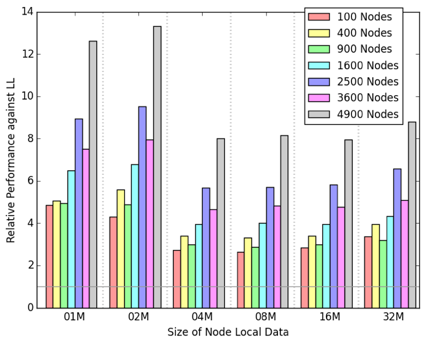 14
12
10
8
6
4
2
0
Relative Performance against LL
100 Nodes
400 Nodes
900 Nodes
1600 Nodes
2500 Nodes
3600 Nodes
4900 Nodes
01M 02M 04M 08M 16M 32M
Size of Node Local Data